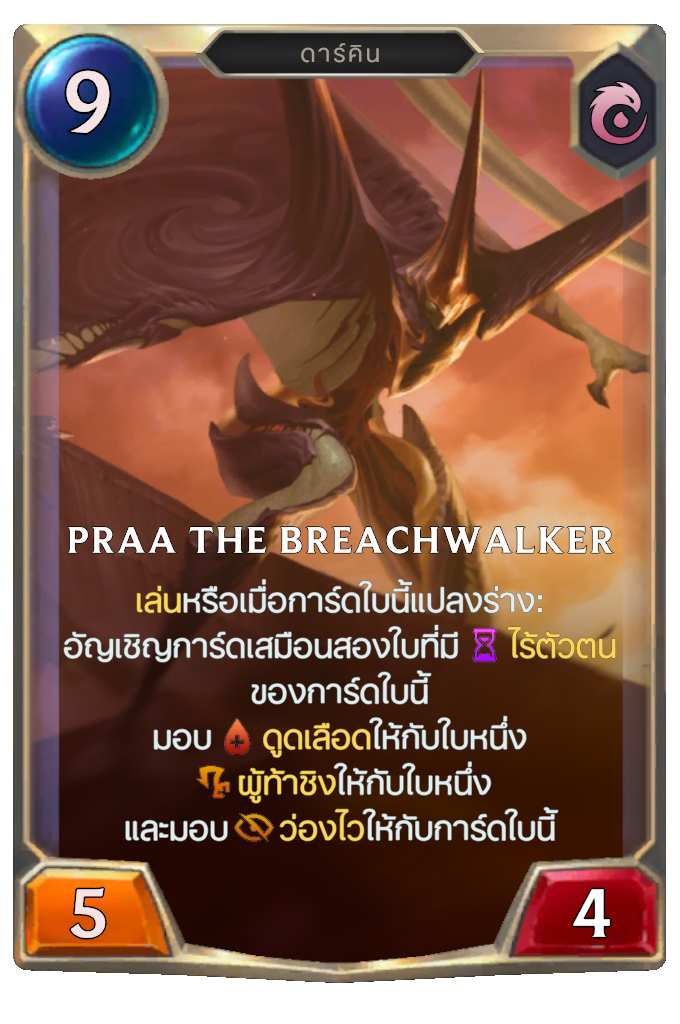 9
ดาร์คิน
PRAA THE BREACHWALKER
เล่นหรือเมื่อการ์ดใบนี้แปลงร่าง:
อัญเชิญการ์ดเสมือนสองใบที่มี ไร้ตัวตน
ของการ์ดใบนี้
มอบ ดูดเลือดให้กับใบหนึ่ง
ผู้ท้าชิงให้กับใบหนึ่ง
และมอบ ว่องไวให้กับการ์ดใบนี้
5
4